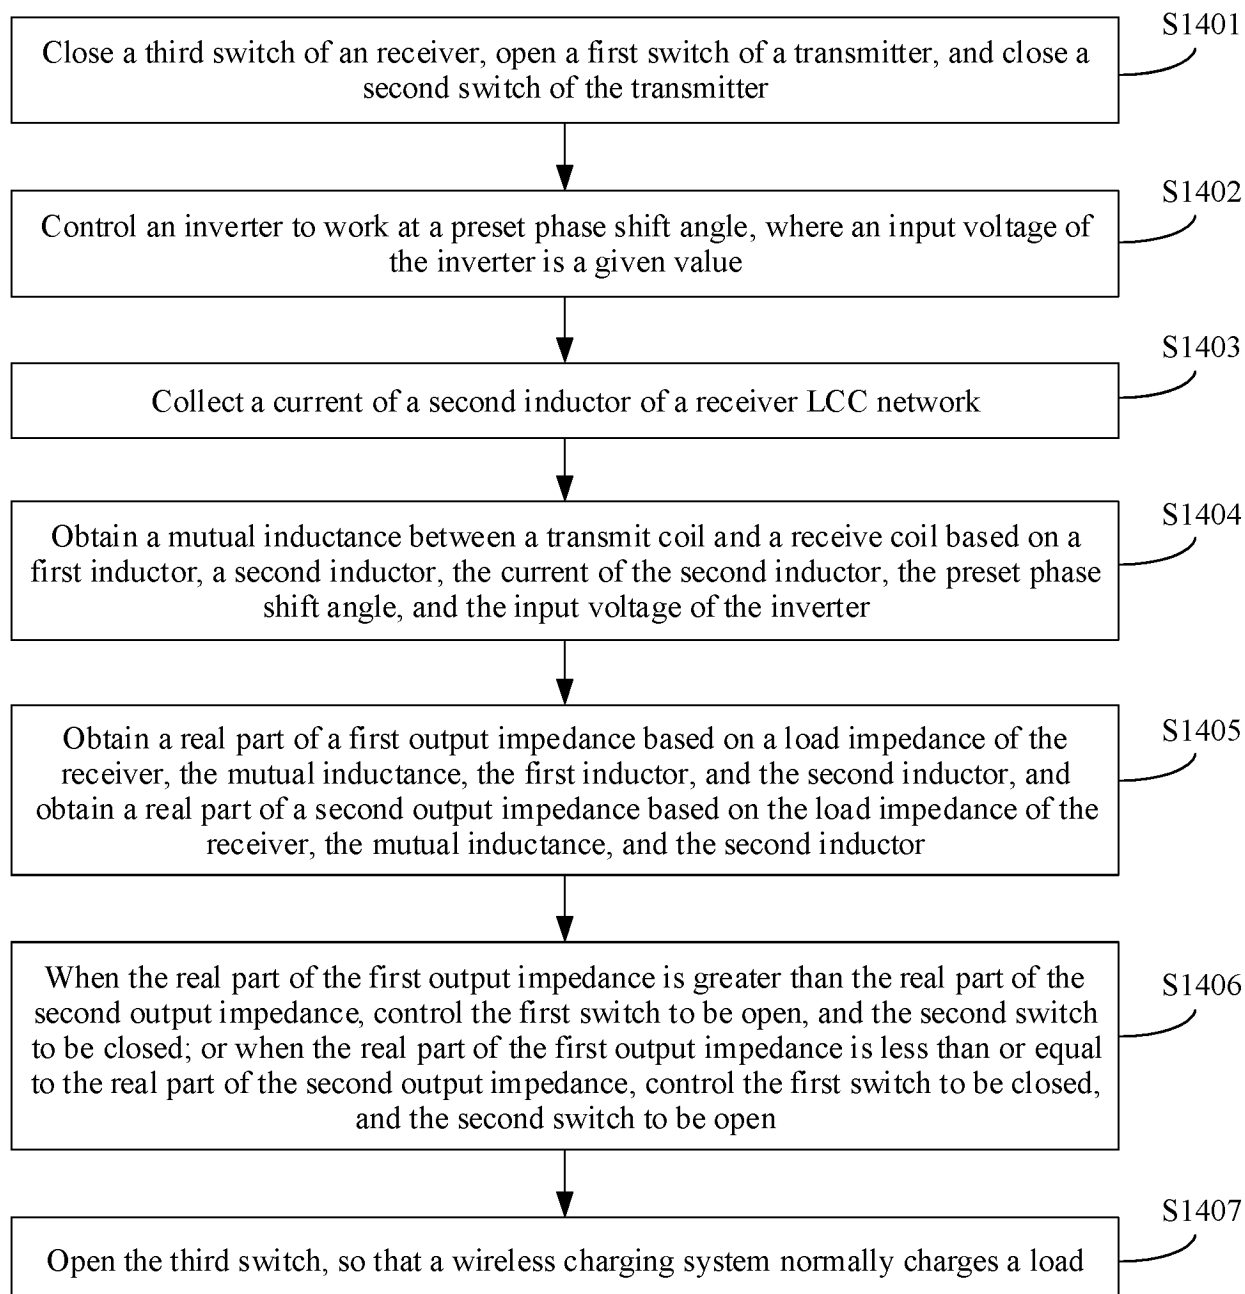 S1401
Close a third switch of an receiver, open a first switch of a transmitter, and close a
second switch of the transmitter
S1402
Control an inverter to work at a preset phase shift angle, where an input voltage of
the inverter is a given value
S1403
Collect a current of a second inductor of a receiver LCC network
S1404
Obtain a mutual inductance between a transmit coil and a receive coil based on a
first inductor, a second inductor, the current of the second inductor, the preset phase
shift angle, and the input voltage of the inverter
S1405
Obtain a real part of a first output impedance based on a load impedance of the
receiver, the mutual inductance, the first inductor, and the second inductor, and
obtain a real part of a second output impedance based on the load impedance of the
receiver, the mutual inductance, and the second inductor
S1406
When the real part of the first output impedance is greater than the real part of the
second output impedance, control the first switch to be open, and the second switch
to be closed; or when the real part of the first output impedance is less than or equal
to the real part of the second output impedance, control the first switch to be closed,
and the second switch to be open
S1407
Open the third switch, so that a wireless charging system normally charges a load